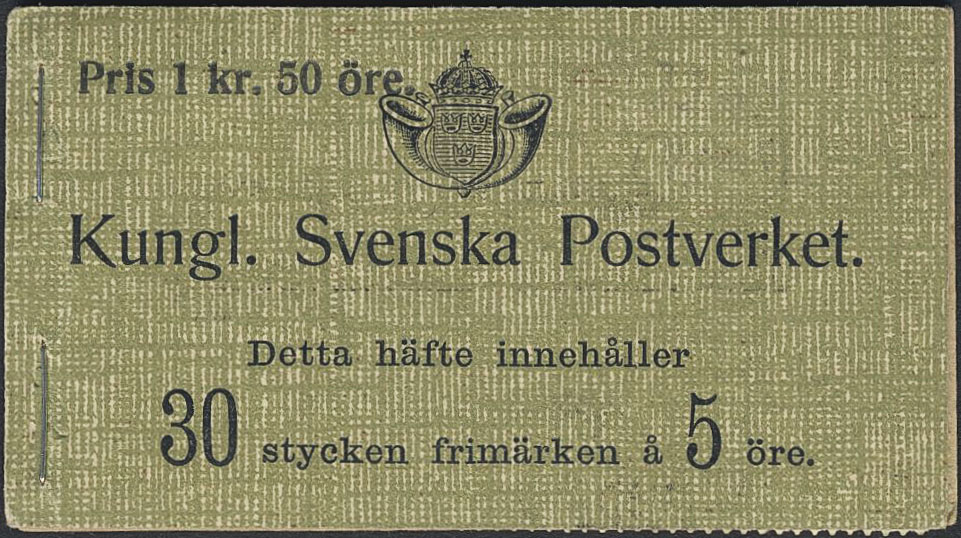 Pris 1 kr. 50 öre.
Kungl. Svenska Postverket.
Detta häfte innehåller
30 stycken frimärken å 5 öre.